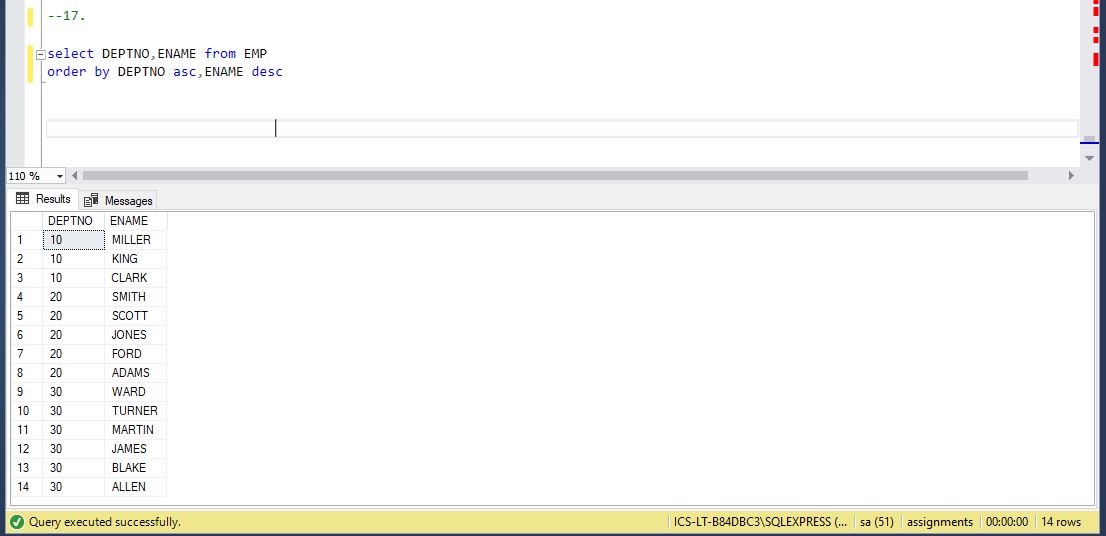 --17.
select DEPTNO,ENAME from EMP
order by DEPTNO asc,ENAME desc
110 %
Results Messages
DEPTNO ENAME
1 10 MILLER
2 10 KING
3 10 CLARK
4 20 SMITH
5 20 SCOTT
6 20 JONES
7 20 FORD
8 20 ADAMS
9 30 WARD
10 30 TURNER
11 30 MARTIN
12 30 JAMES
13 30 BLAKE
14 30 ALLEN
Query executed successfully. ICS-LT-B84DBC3\SQLEXPRESS (... sa (51) assignments 00:00:00 14 rows